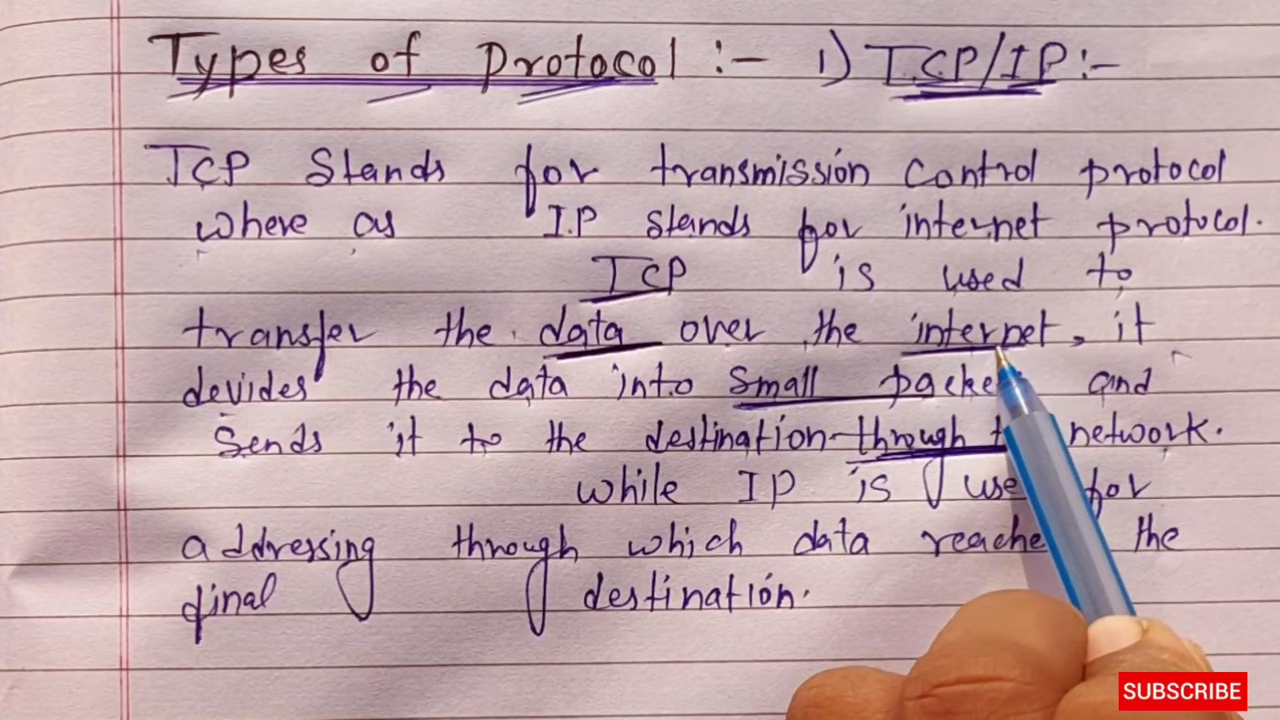 Types of Protocol :- 1) TCP/IP :-
TCP Stands for transmission Control protocol
where as I.P stands for internet protocol.
TCP is used to
transfer the data over the internet, it
devides the data into small packe and
Sends it to the destination through network.
while IP is use for
addressing through which data reache the
final destination.
SUBSCRIBE